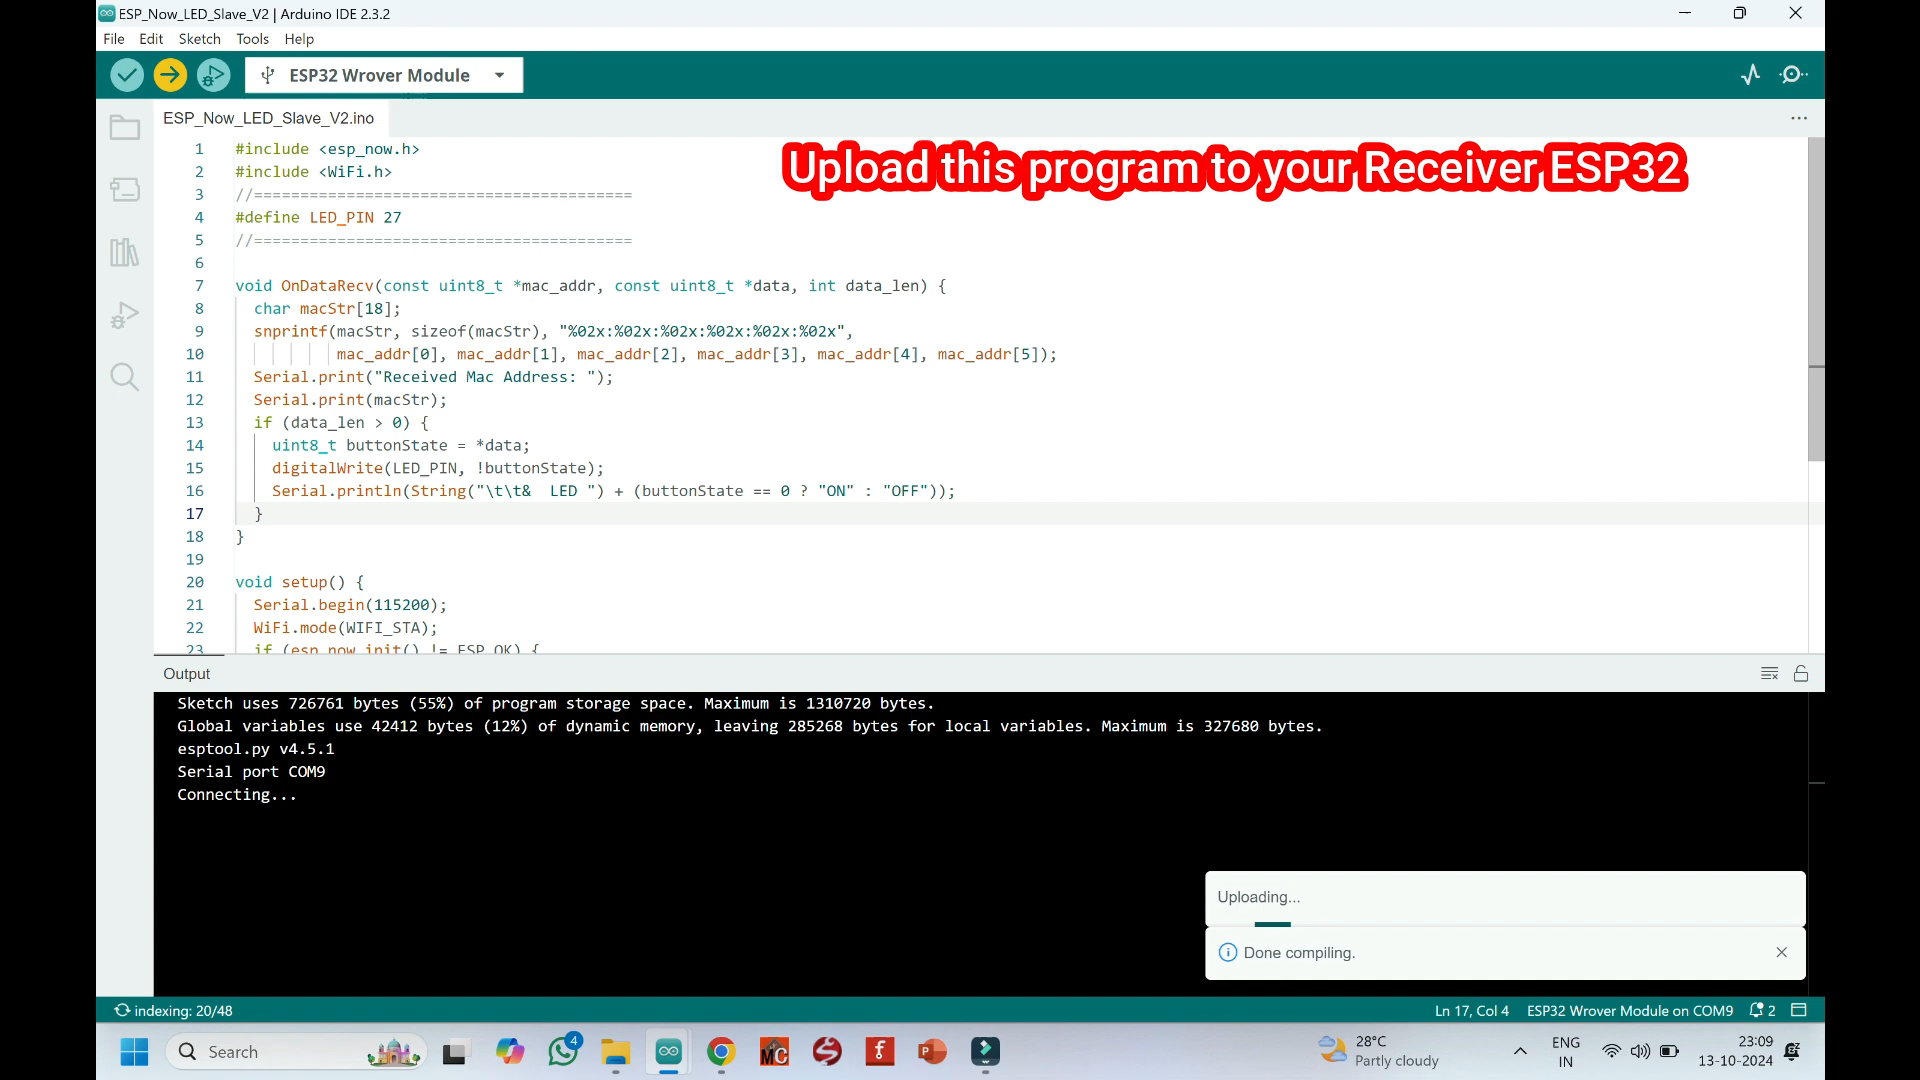 ESP_Now_LED_Slave_V2 | Arduino IDE 2.3.2
File Edit Sketch Tools Help
ESP32 Wrover Module
ESP_Now_LED_Slave_V2.ino
Upload this program to your Receiver ESP32
1 #include <esp_now.h>
2 #include <WiFi.h>
3 //=========================================
4 #define LED_PIN 27
5 //=========================================
6
7 void OnDataRecv(const uint8_t *mac_addr, const uint8_t *data, int data_len) {
8 char macStr[18];
9 snprintf(macStr, sizeof(macStr), "%02x:%02x:%02x:%02x:%02x:%02x",
10 mac_addr[0], mac_addr[1], mac_addr[2], mac_addr[3], mac_addr[4], mac_addr[5]);
11 Serial.print("Received Mac Address: ");
12 Serial.print(macStr);
13 if (data_len > 0) {
14 uint8_t buttonState = *data;
15 digitalWrite(LED_PIN, !buttonState);
16 Serial.println(String("\t\t&  LED ") + (buttonState == 0 ? "ON" : "OFF"));
17 }
18 }
19
20 void setup() {
21 Serial.begin(115200);
22 WiFi.mode(WIFI_STA);
23 if (esp_now_init() != ESP_OK) {
Output
Sketch uses 726761 bytes (55%) of program storage space. Maximum is 1310720 bytes.
Global variables use 42412 bytes (12%) of dynamic memory, leaving 285268 bytes for local variables. Maximum is 327680 bytes.
esptool.py v4.5.1
Serial port COM9
Connecting...
Uploading...
Done compiling.
indexing: 20/48 Ln 17, Col 4 ESP32 Wrover Module on COM9 2
Search 4 MC f P 28°C ENG 23:09
Partly cloudy IN 13-10-2024